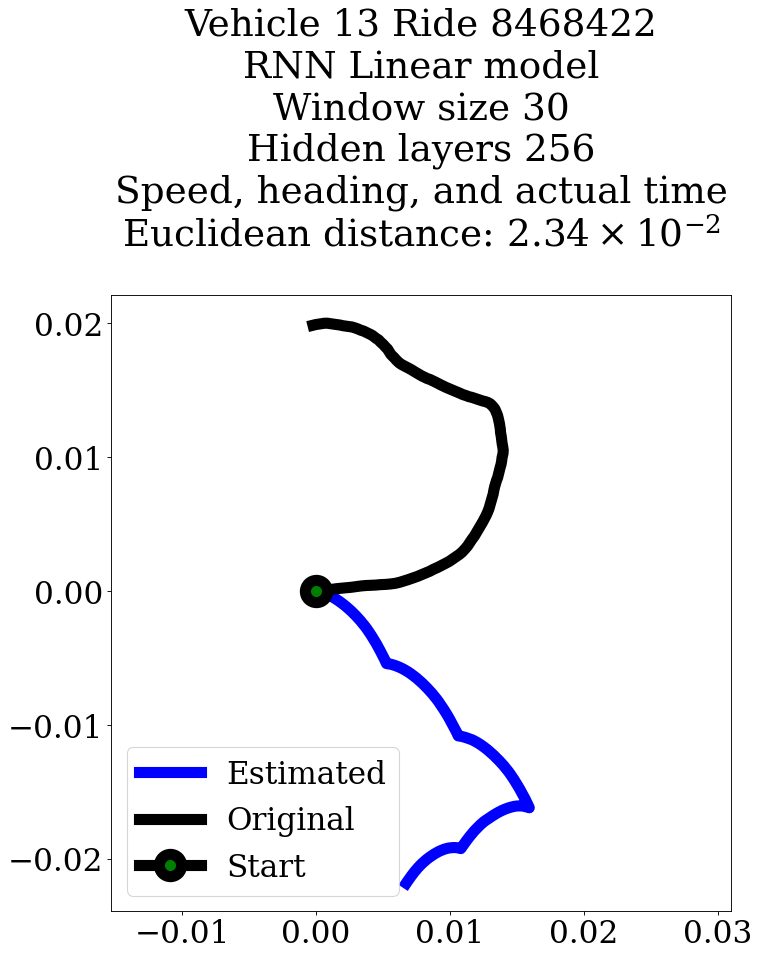 Vehicle 13 Ride 8468422
RNN Linear model
Window size 30
Hidden layers 256
Speed, heading, and actual time
Euclidean distance: 2.34 × 10⁻²
0.02
0.01
0.00
−0.01
−0.02
Estimated
Original
Start
−0.01 0.00 0.01 0.02 0.03